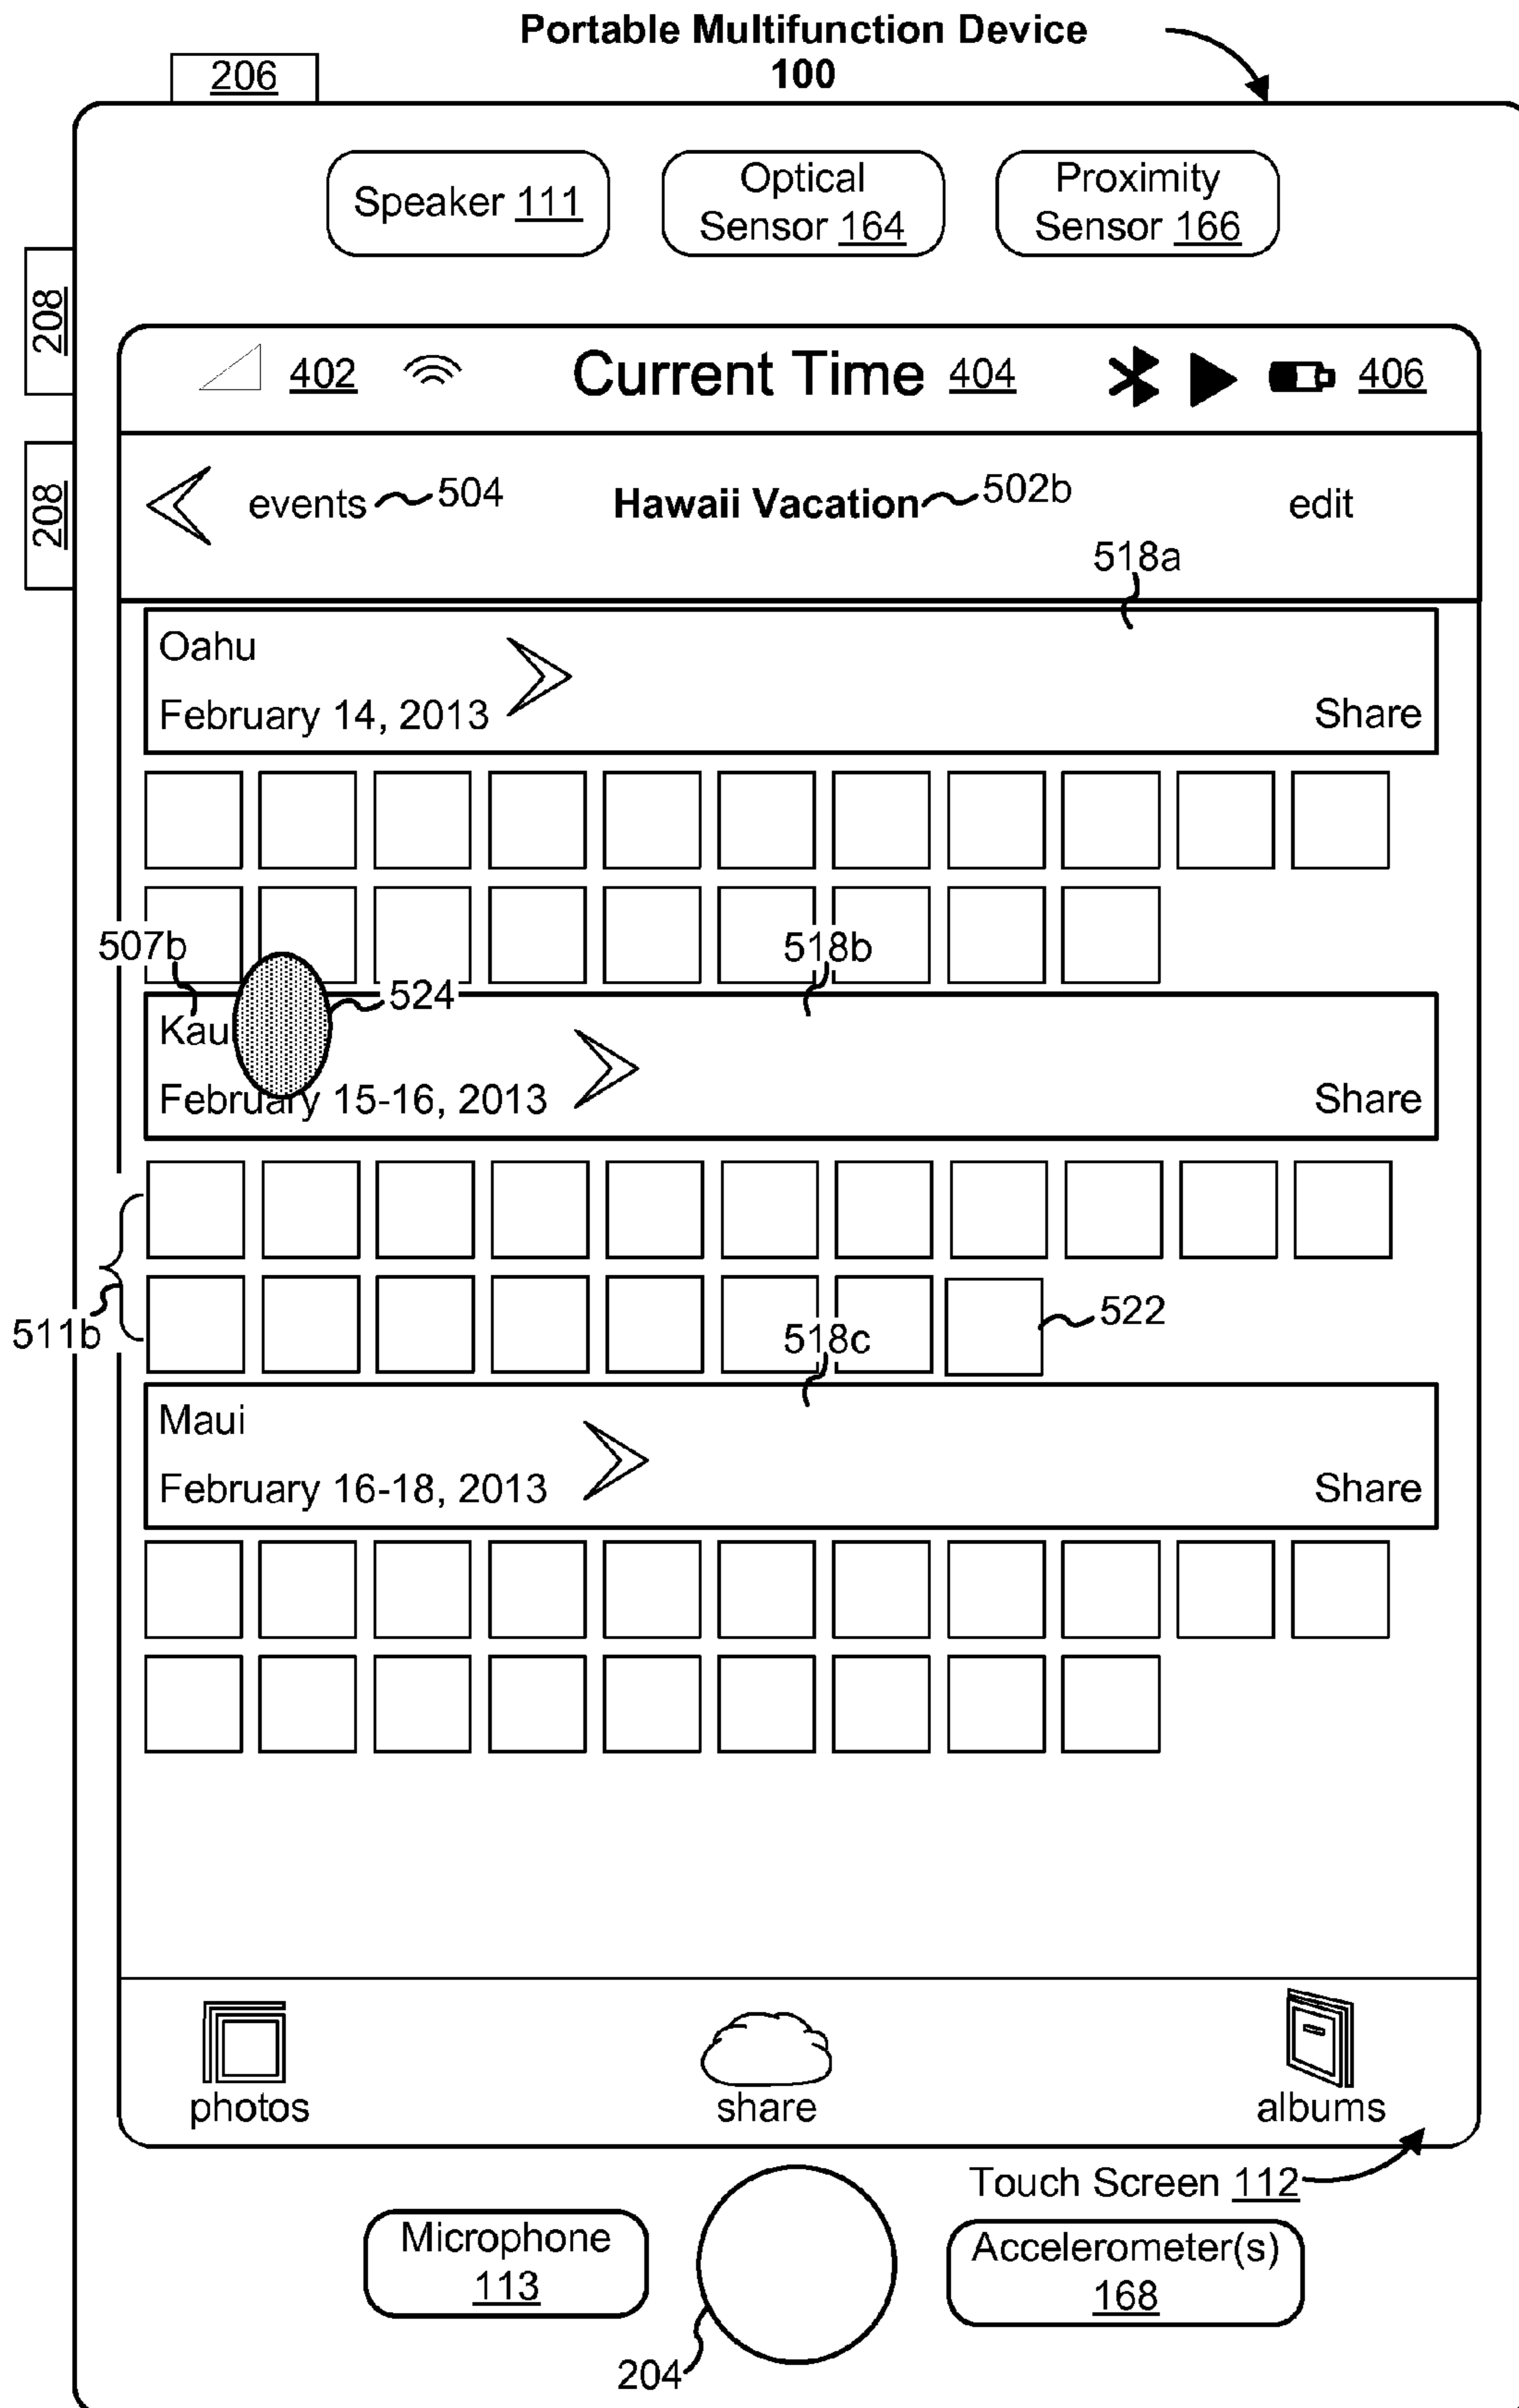 Portable Multifunction Device
100
206
Speaker 111
Optical
Sensor 164
Proximity
Sensor 166
208
208
402
Current Time 404
406
events 504
Hawaii Vacation 502b
edit
518a
Oahu
February 14, 2013
Share
507b
518b
524
Kau
February 15-16, 2013
Share
511b
522
518c
Maui
February 16-18, 2013
Share
photos
share
albums
Touch Screen 112
Microphone
113
Accelerometer(s)
168
204